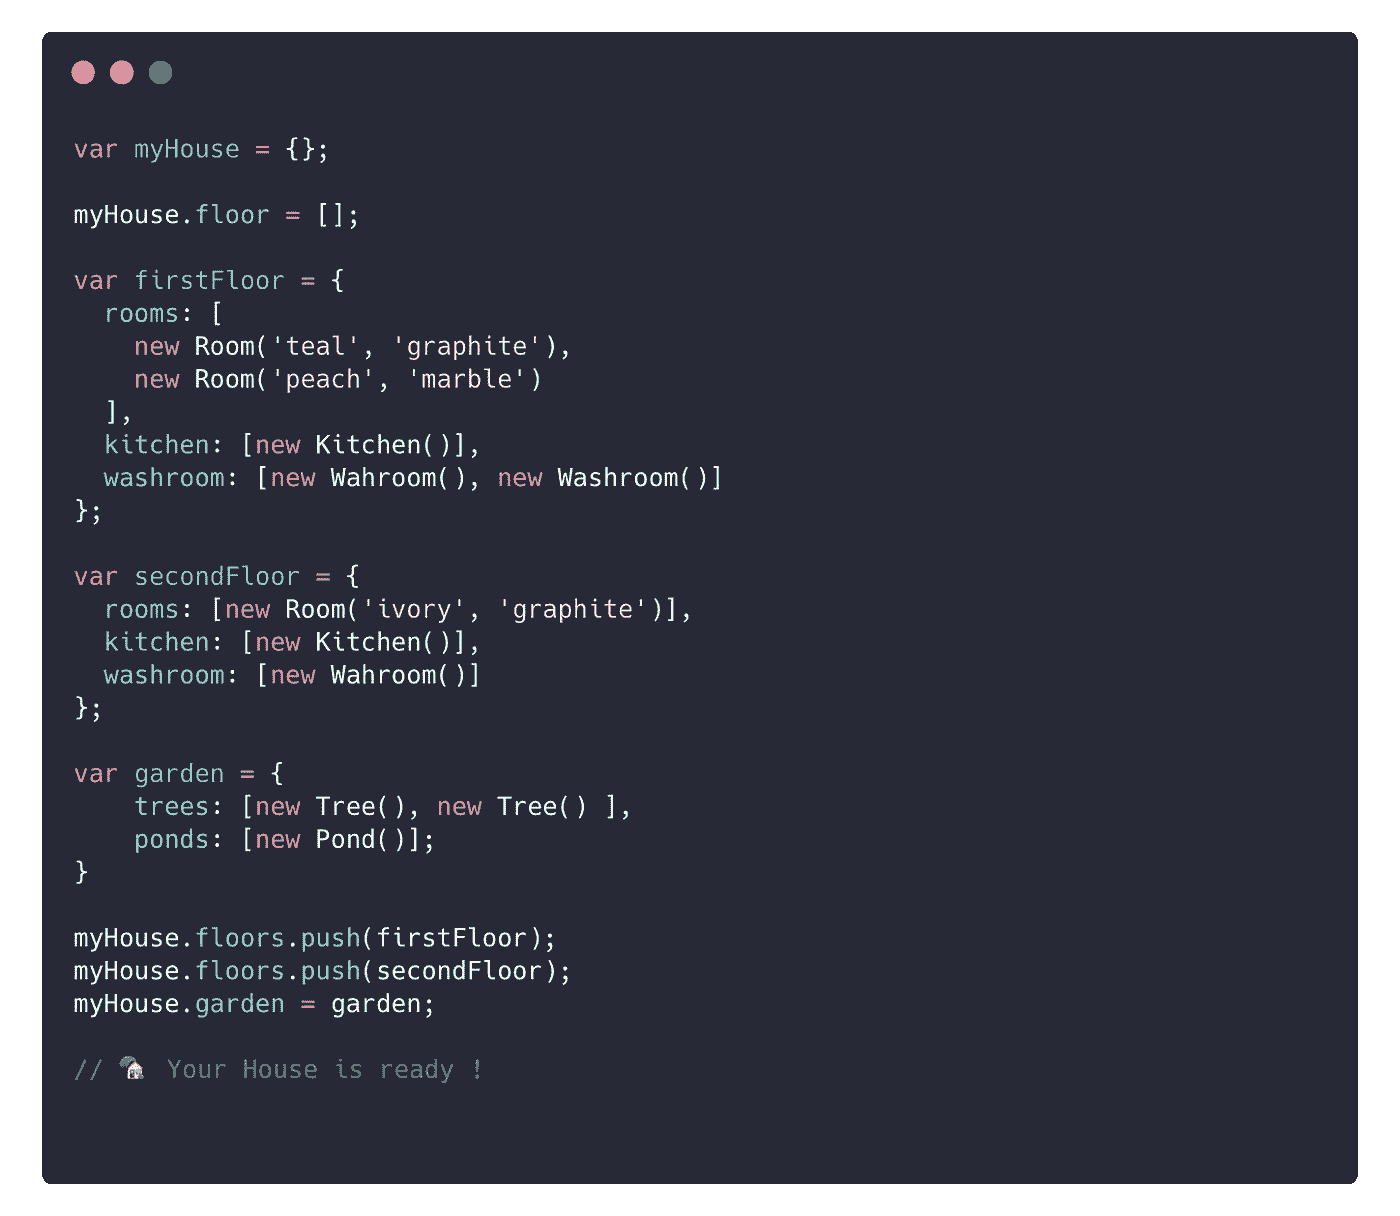 var myHouse = {};
myHouse.floor = [];
var firstFloor = {
  rooms: [
    new Room('teal', 'graphite'),
    new Room('peach', 'marble')
  ],
  kitchen: [new Kitchen()],
  washroom: [new Wahroom(), new Washroom()]
};
var secondFloor = {
  rooms: [new Room('ivory', 'graphite')],
  kitchen: [new Kitchen()],
  washroom: [new Wahroom()]
};
var garden = {
    trees: [new Tree(), new Tree() ],
    ponds: [new Pond()];
}
myHouse.floors.push(firstFloor);
myHouse.floors.push(secondFloor);
myHouse.garden = garden;
// 🏡 Your House is ready !